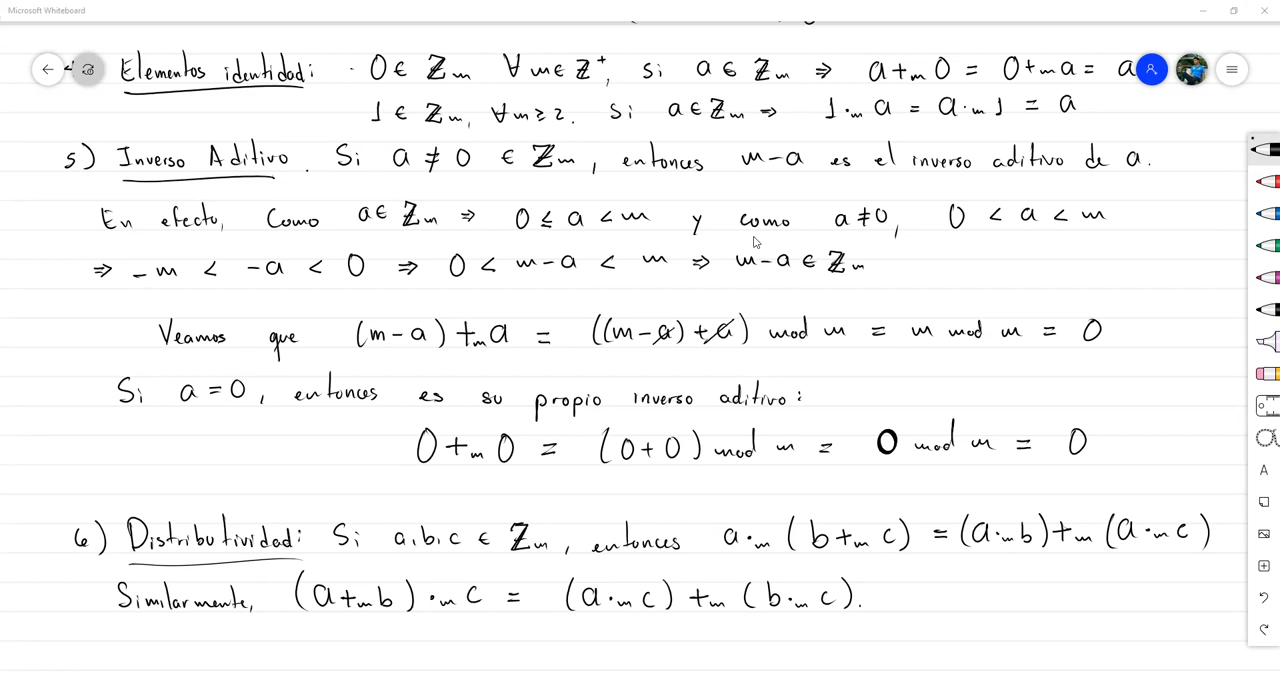 Microsoft Whiteboard
Elementos identidad: · 0 ∈ ℤm ∀m ∈ ℤ⁺, si a ∈ ℤm ⇒ a +m 0 = 0 +m a = a
1 ∈ ℤm, ∀m ≥ 2. Si a ∈ ℤm ⇒ 1 ·m a = a ·m 1 = a
5) Inverso Aditivo. Si a ≠ 0 ∈ ℤm, entonces m-a es el inverso aditivo de a.
En efecto, como a ∈ ℤm ⇒ 0 ≤ a < m y como a ≠ 0, 0 < a < m
⇒ -m < -a < 0 ⇒ 0 < m-a < m ⇒ m-a ∈ ℤm
Veamos que (m-a) +m a = ((m-a)+a) mod m = m mod m = 0
Si a = 0, entonces es su propio inverso aditivo:
0 +m 0 = (0+0) mod m = 0 mod m = 0
6) Distributividad: Si a,b,c ∈ ℤm, entonces a ·m (b +m c) = (a ·m b) +m (a ·m c)
Similarmente, (a +m b) ·m c = (a ·m c) +m (b ·m c).
A